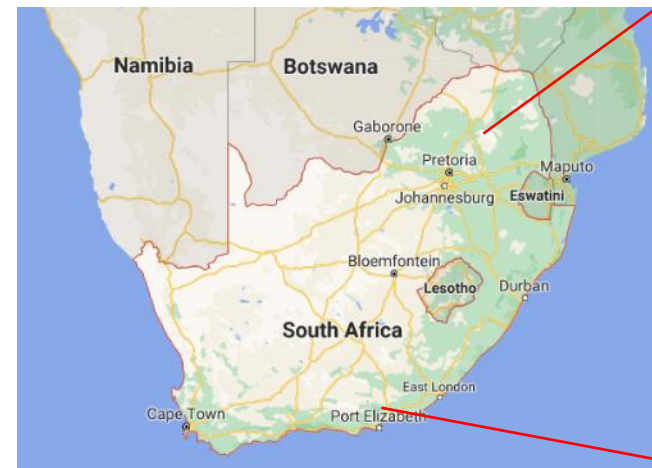 Namibia
Botswana
Gaborone
Pretoria
Maputo
Johannesburg
Eswatini
Bloemfontein
Lesotho
Durban
South Africa
East London
Cape Town
Port Elizabeth